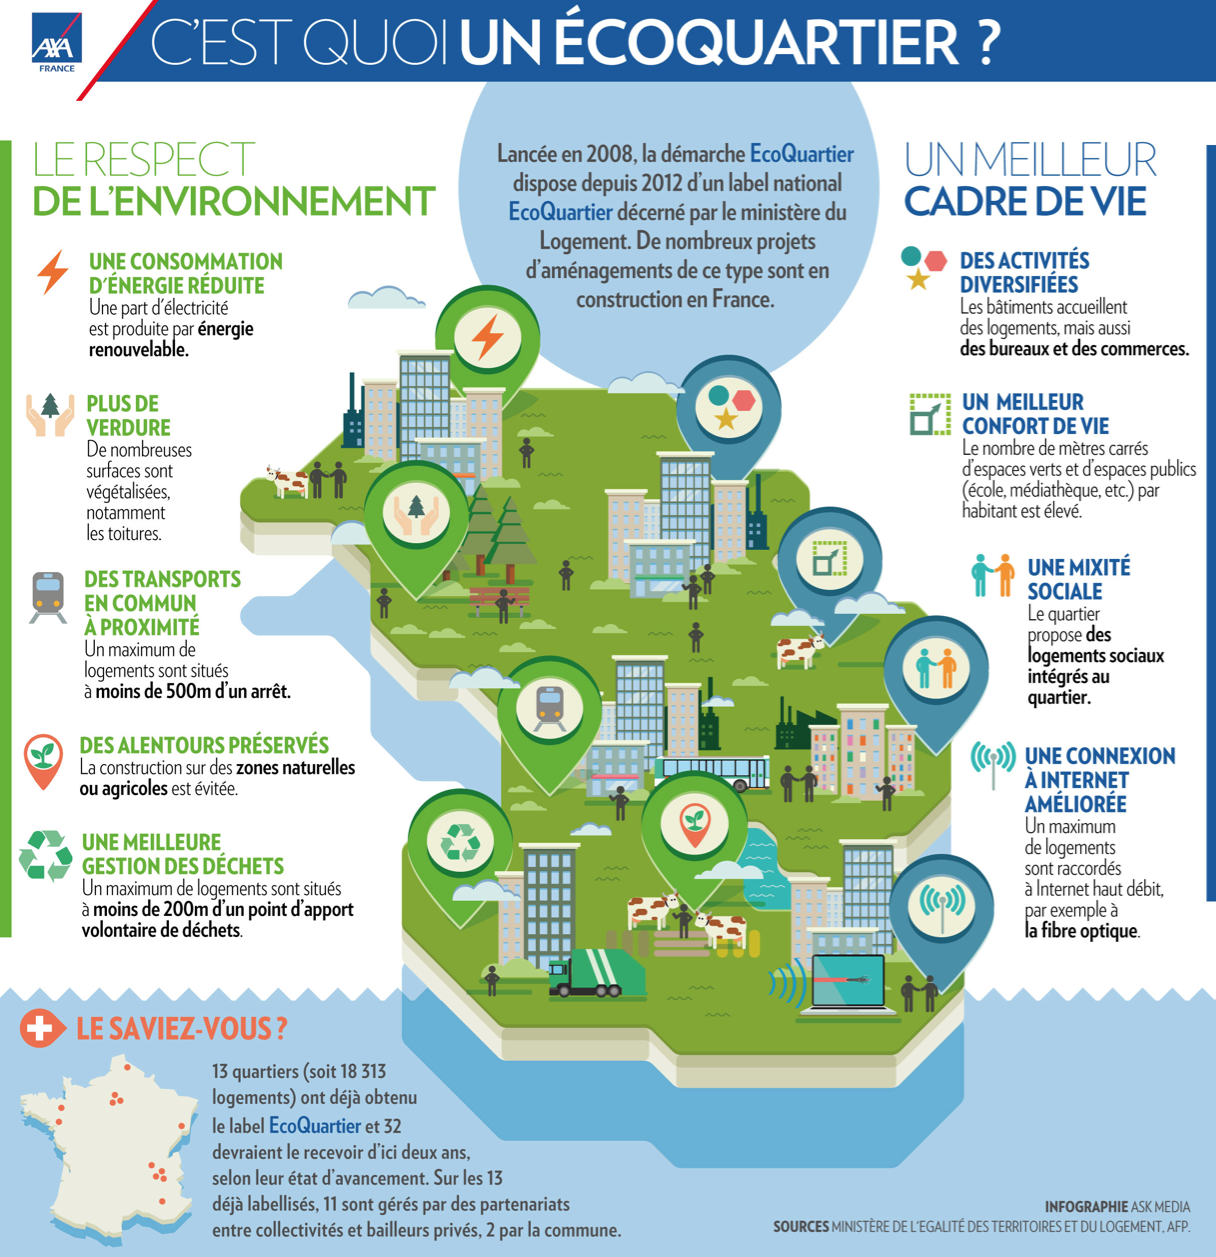 AXA
FRANCE
C'EST QUOI UN ÉCOQUARTIER ?
Lancée en 2008, la démarche EcoQuartier
dispose depuis 2012 d'un label national
EcoQuartier décerné par le ministère du
Logement. De nombreux projets
d'aménagements de ce type sont en
construction en France.
LE RESPECT
DE L'ENVIRONNEMENT
UNE CONSOMMATION
D'ÉNERGIE RÉDUITE
Une part d'électricité
est produite par énergie
renouvelable.
PLUS DE
VERDURE
De nombreuses
surfaces sont
végétalisées,
notamment
les toitures.
DES TRANSPORTS
EN COMMUN
À PROXIMITÉ
Un maximum de
logements sont situés
à moins de 500m d'un arrêt.
DES ALENTOURS PRÉSERVÉS
La construction sur des zones naturelles
ou agricoles est évitée.
UNE MEILLEURE
GESTION DES DÉCHETS
Un maximum de logements sont situés
à moins de 200m d'un point d'apport
volontaire de déchets.
UN MEILLEUR
CADRE DE VIE
DES ACTIVITÉS
DIVERSIFIÉES
Les bâtiments accueillent
des logements, mais aussi
des bureaux et des commerces.
UN MEILLEUR
CONFORT DE VIE
Le nombre de mètres carrés
d'espaces verts et d'espaces publics
(école, médiathèque, etc.) par
habitant est élevé.
UNE MIXITÉ
SOCIALE
Le quartier
propose des
logements sociaux
intégrés au
quartier.
UNE CONNEXION
À INTERNET
AMÉLIORÉE
Un maximum
de logements
sont raccordés
à Internet haut débit,
par exemple à
la fibre optique.
LE SAVIEZ-VOUS ?
13 quartiers (soit 18 313
logements) ont déjà obtenu
le label EcoQuartier et 32
devraient le recevoir d'ici deux ans,
selon leur état d'avancement. Sur les 13
déjà labellisés, 11 sont gérés par des partenariats
entre collectivités et bailleurs privés, 2 par la commune.
INFOGRAPHIE ASK MEDIA
SOURCES MINISTÈRE DE L'EGALITÉ DES TERRITOIRES ET DU LOGEMENT, AFP.